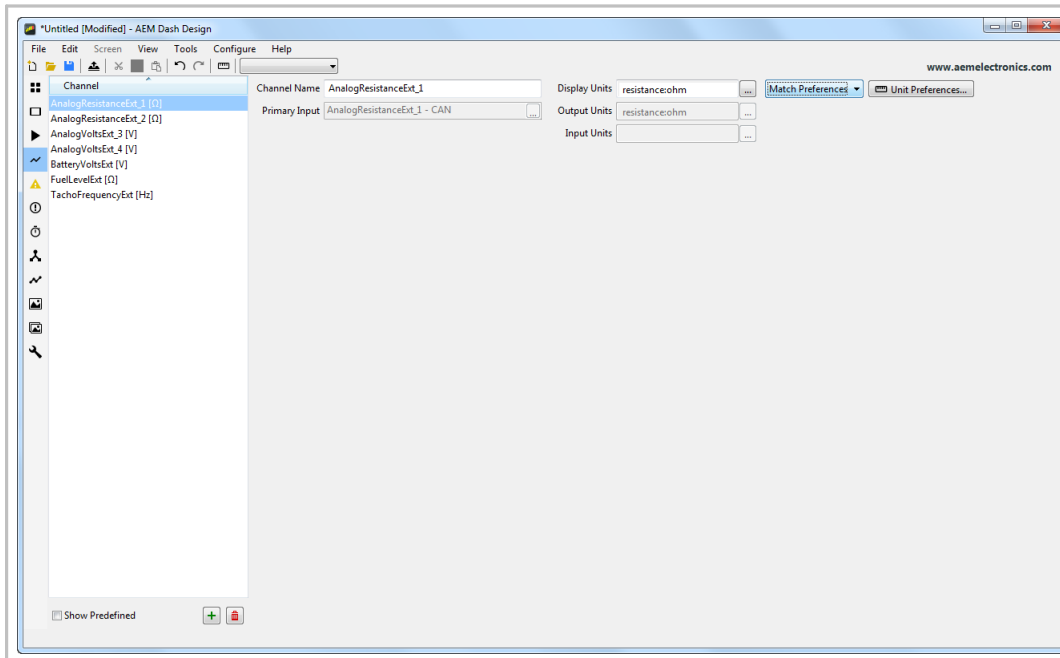 *Untitled [Modified] - AEM Dash Design
File Edit Screen View Tools Configure Help
www.aemelectronics.com
Channel
AnalogResistanceExt_1 [Ω]
AnalogResistanceExt_2 [Ω]
AnalogVoltsExt_3 [V]
AnalogVoltsExt_4 [V]
BatteryVoltsExt [V]
FuelLevelExt [Ω]
TachoFrequencyExt [Hz]
Show Predefined
Channel Name AnalogResistanceExt_1 Display Units resistance:ohm ... Match Preferences Unit Preferences...
Primary Input AnalogResistanceExt_1 - CAN ... Output Units resistance:ohm ...
Input Units ...